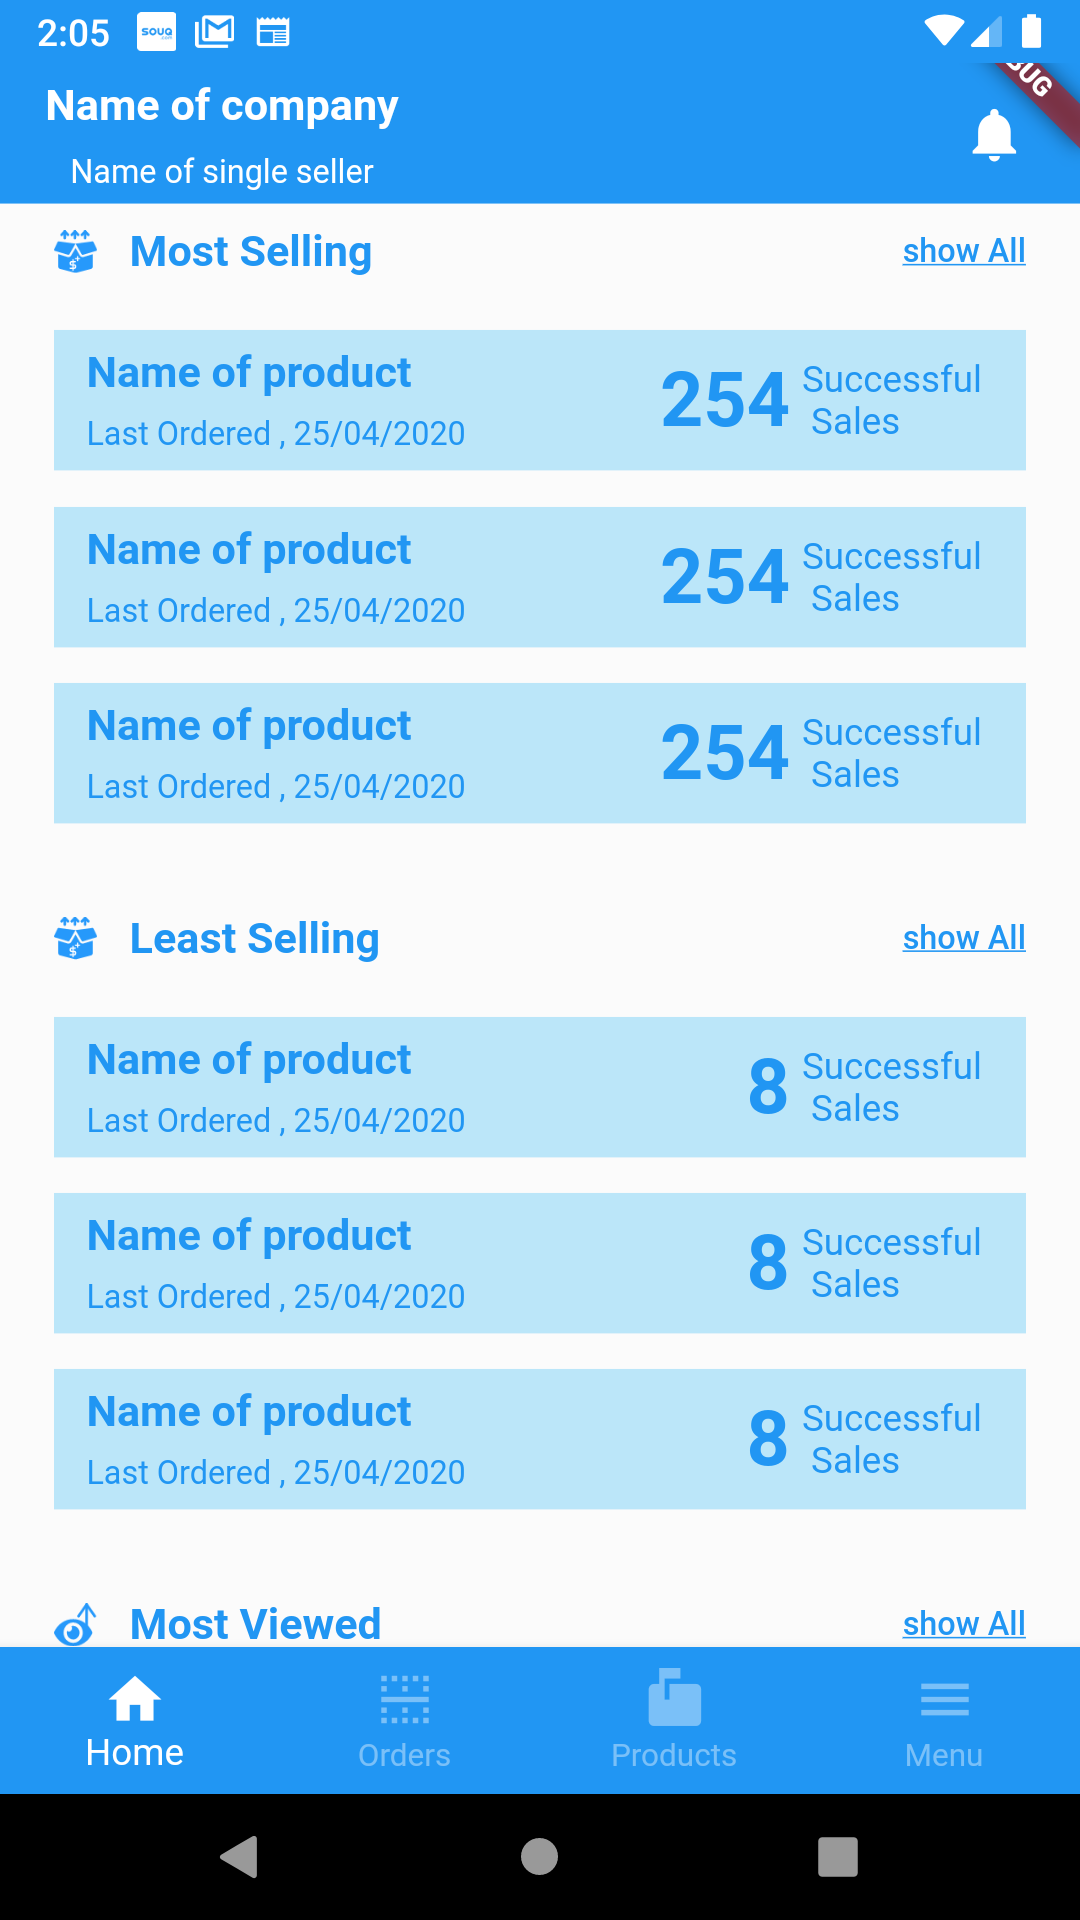 2:05
souq
.com
Name of company
Name of single seller
Most Selling
show All
Name of product
Last Ordered , 25/04/2020
254
Successful
Sales
Name of product
Last Ordered , 25/04/2020
254
Successful
Sales
Name of product
Last Ordered , 25/04/2020
254
Successful
Sales
Least Selling
show All
Name of product
Last Ordered , 25/04/2020
8
Successful
Sales
Name of product
Last Ordered , 25/04/2020
8
Successful
Sales
Name of product
Last Ordered , 25/04/2020
8
Successful
Sales
Most Viewed
show All
Home
Orders
Products
Menu